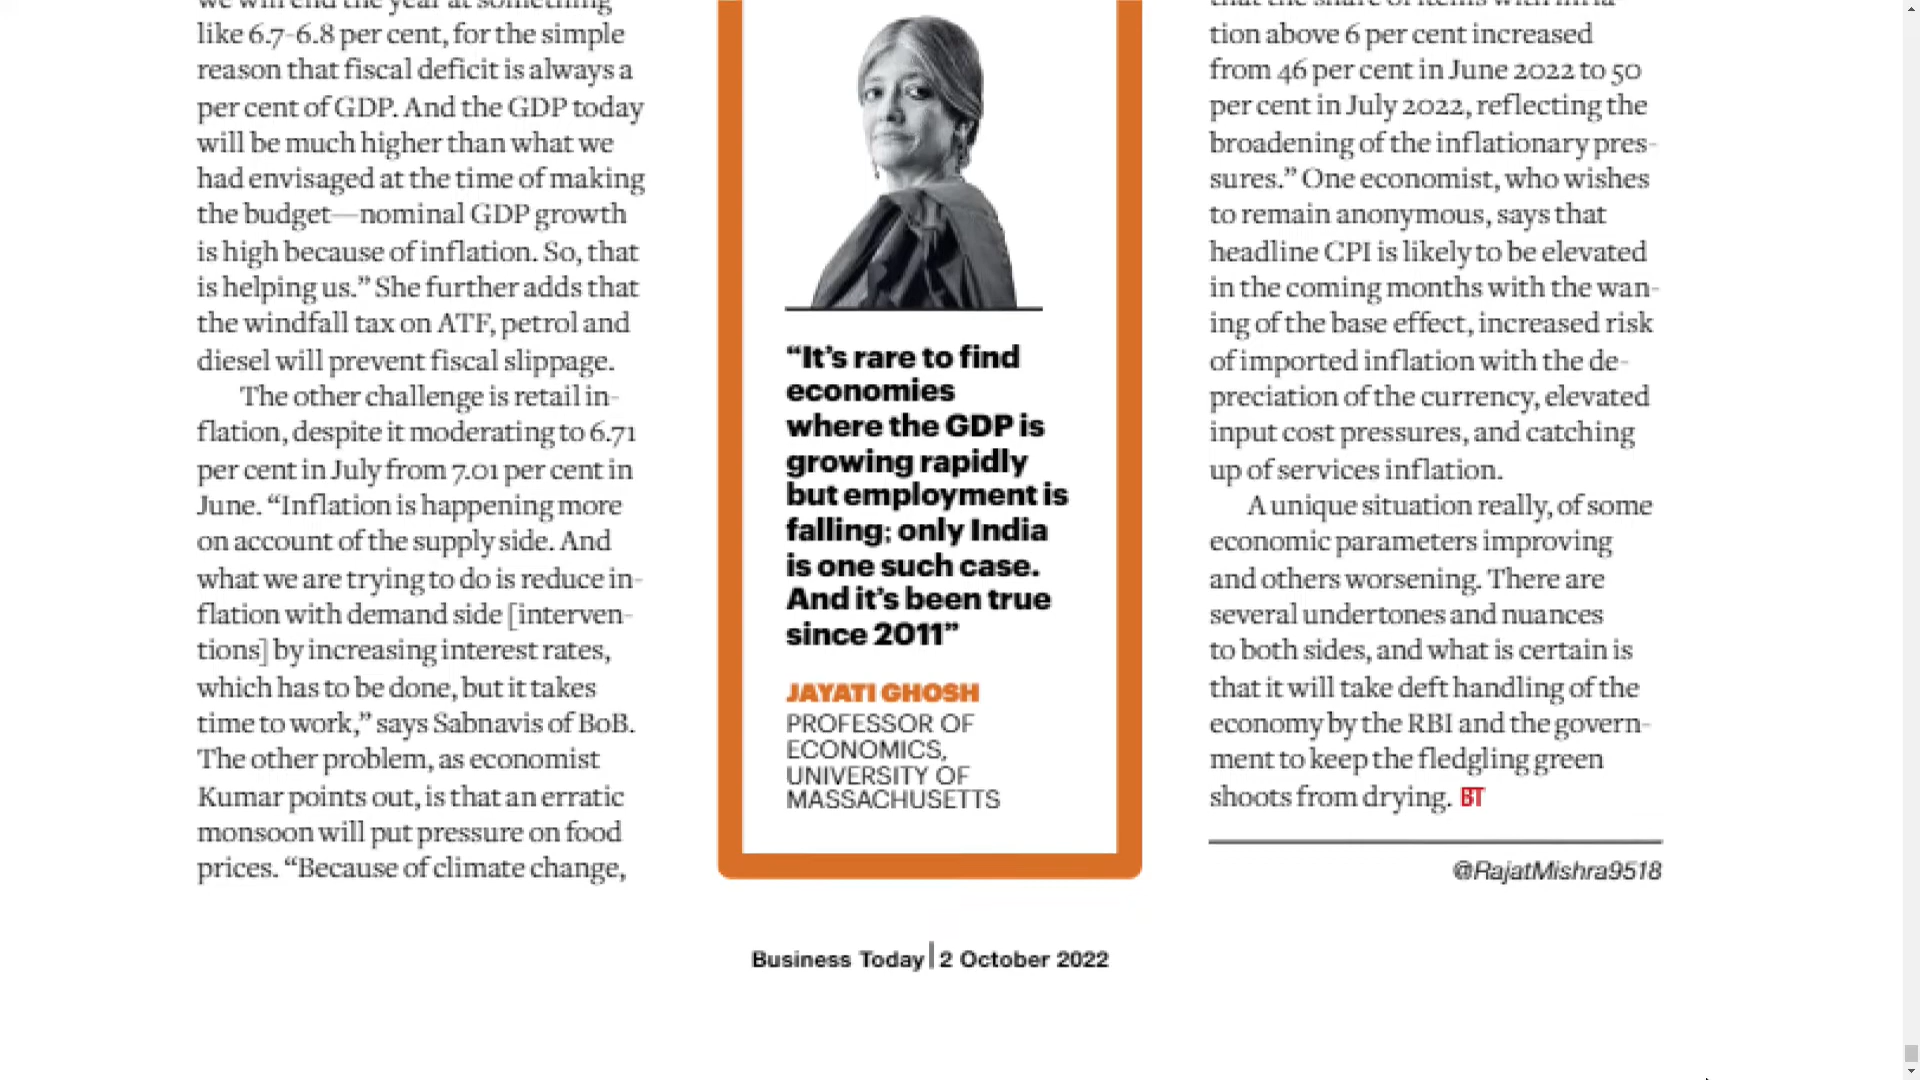 we will end the year at something
like 6.7-6.8 per cent, for the simple
reason that fiscal deficit is always a
per cent of GDP. And the GDP today
will be much higher than what we
had envisaged at the time of making
the budget—nominal GDP growth
is high because of inflation. So, that
is helping us.” She further adds that
the windfall tax on ATF, petrol and
diesel will prevent fiscal slippage.
The other challenge is retail in-
flation, despite it moderating to 6.71
per cent in July from 7.01 per cent in
June. “Inflation is happening more
on account of the supply side. And
what we are trying to do is reduce in-
flation with demand side [interven-
tions] by increasing interest rates,
which has to be done, but it takes
time to work,” says Sabnavis of BoB.
The other problem, as economist
Kumar points out, is that an erratic
monsoon will put pressure on food
prices. “Because of climate change,
“It’s rare to find
economies
where the GDP is
growing rapidly
but employment is
falling; only India
is one such case.
And it’s been true
since 2011”
JAYATI GHOSH
PROFESSOR OF
ECONOMICS,
UNIVERSITY OF
MASSACHUSETTS
that the share of items with infla-
tion above 6 per cent increased
from 46 per cent in June 2022 to 50
per cent in July 2022, reflecting the
broadening of the inflationary pres-
sures.” One economist, who wishes
to remain anonymous, says that
headline CPI is likely to be elevated
in the coming months with the wan-
ing of the base effect, increased risk
of imported inflation with the de-
preciation of the currency, elevated
input cost pressures, and catching
up of services inflation.
A unique situation really, of some
economic parameters improving
and others worsening. There are
several undertones and nuances
to both sides, and what is certain is
that it will take deft handling of the
economy by the RBI and the govern-
ment to keep the fledgling green
shoots from drying. BT
@RajatMishra9518
Business Today | 2 October 2022